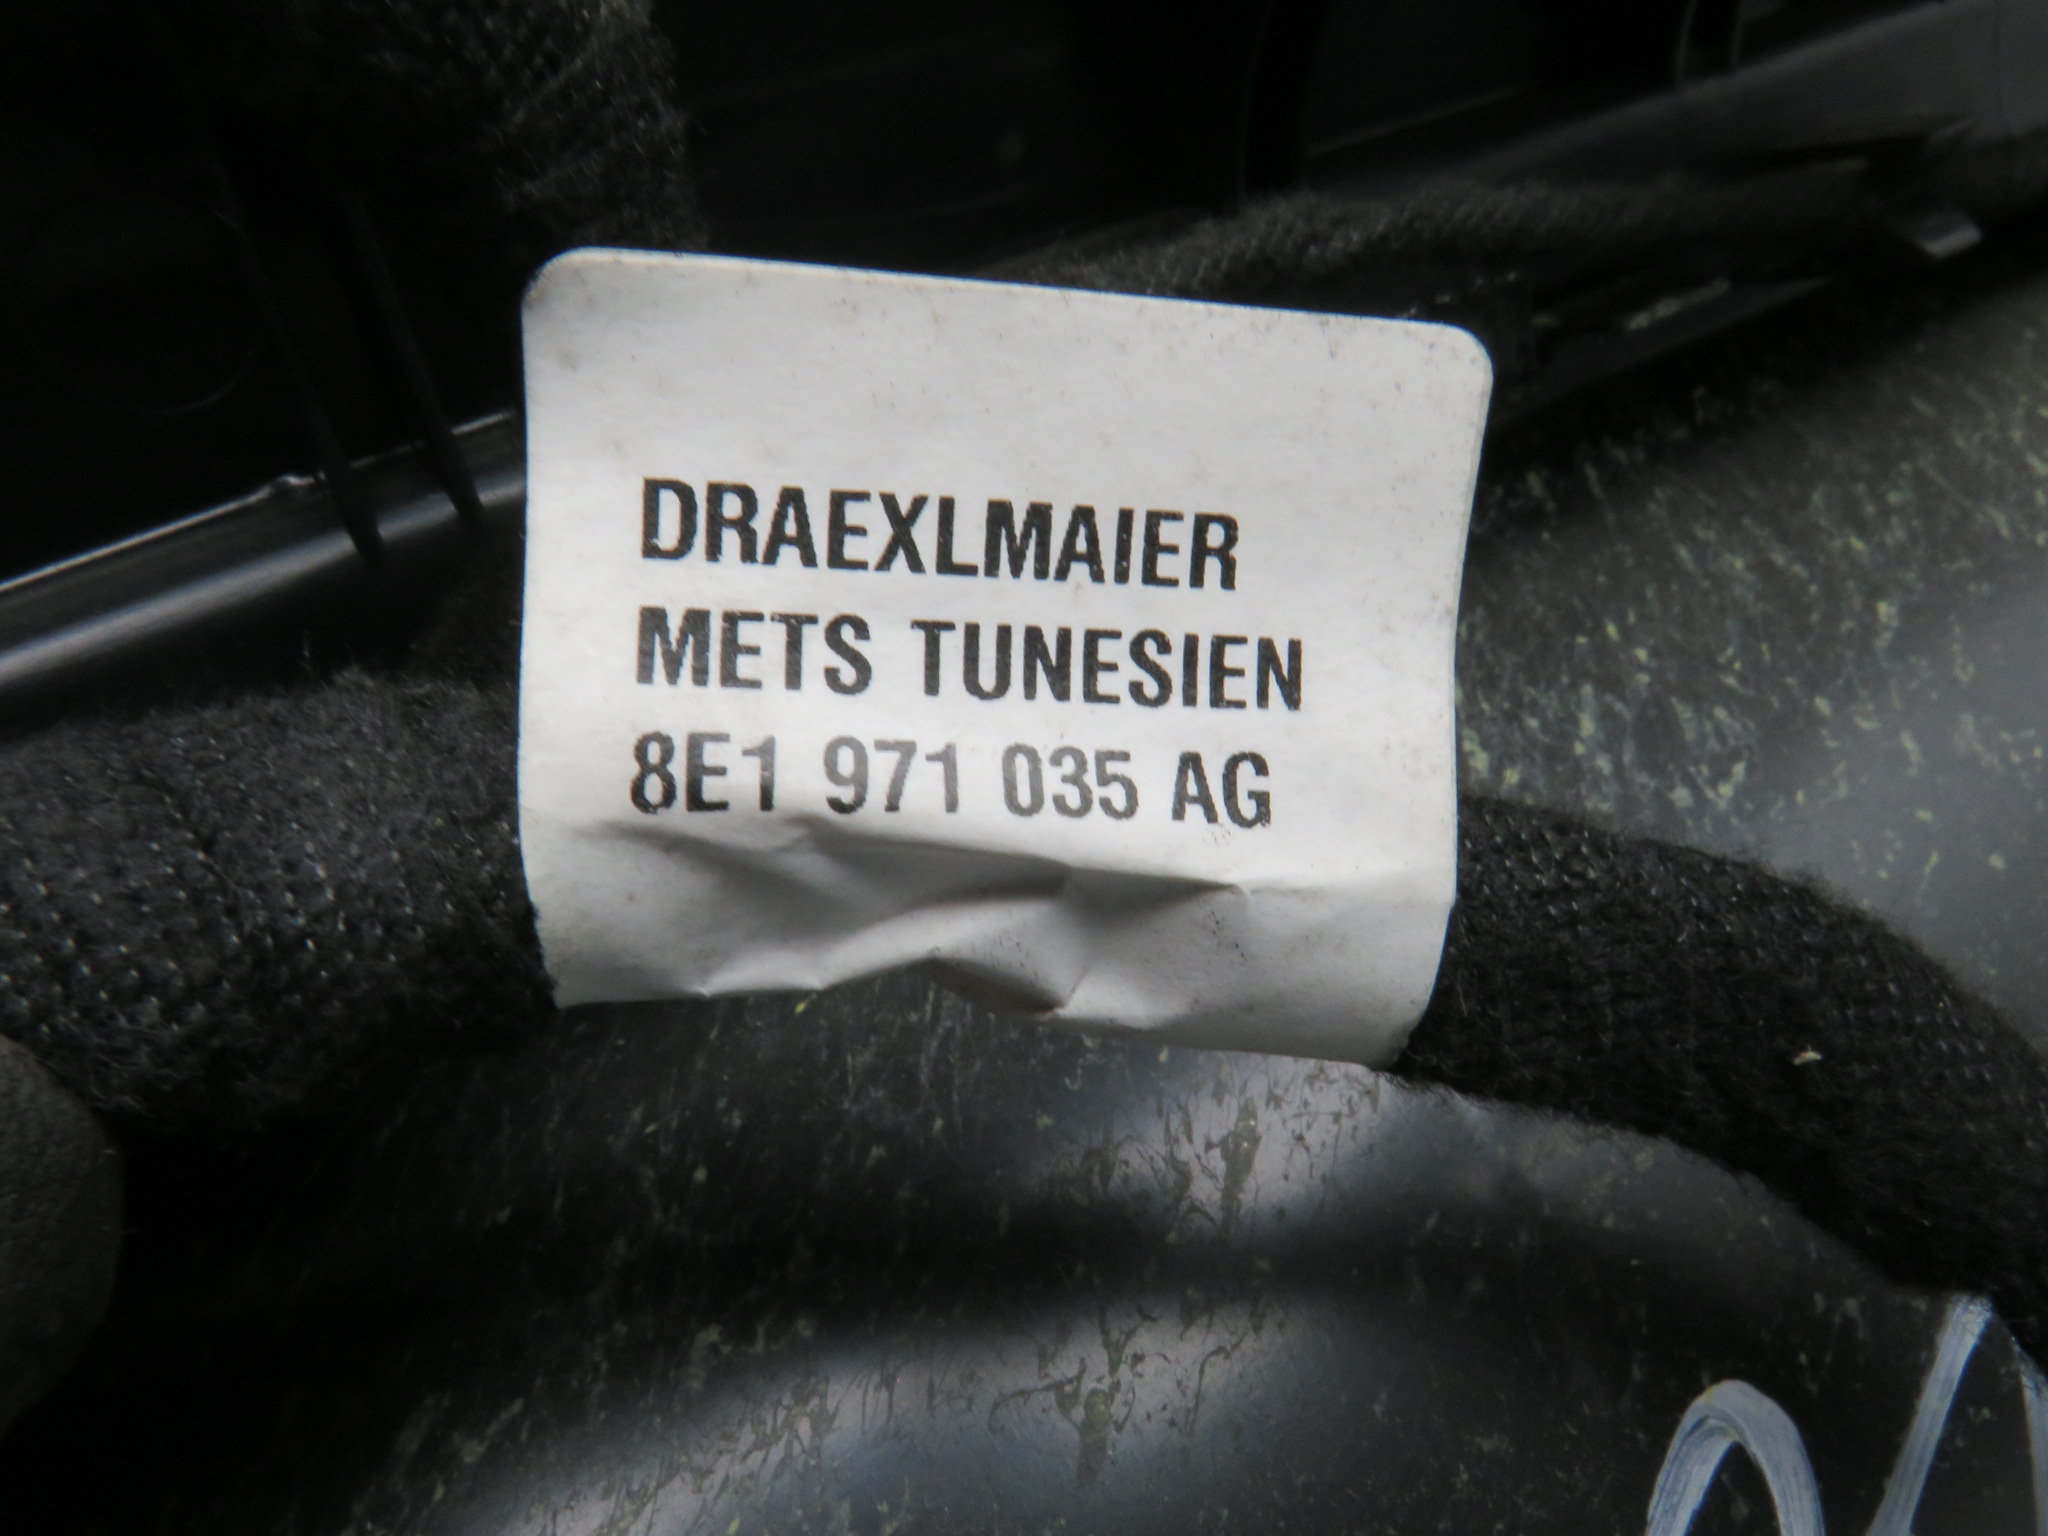 DRAEXLMAIER
METS TUNESIEN
8E1 971 035 AG